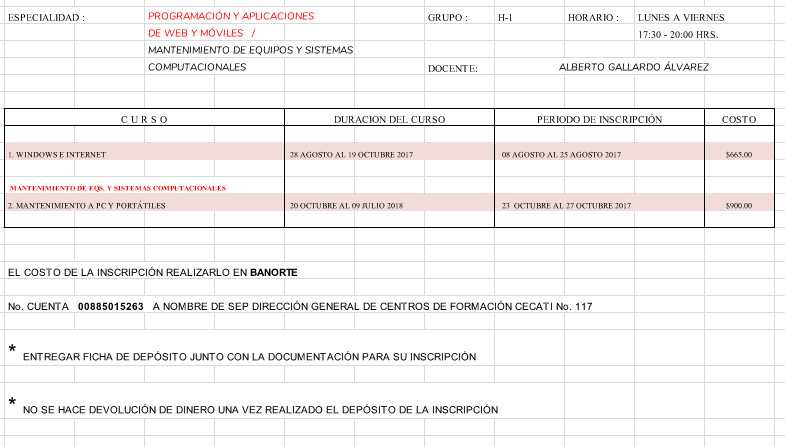 ESPECIALIDAD : PROGRAMACIÓN Y APLICACIONES GRUPO : H-1 HORARIO : LUNES A VIERNES
DE WEB Y MÓVILES / 17:30 - 20:00 HRS.
MANTENIMIENTO DE EQUIPOS Y SISTEMAS
COMPUTACIONALES DOCENTE: ALBERTO GALLARDO ÁLVAREZ
C U R S O DURACION DEL CURSO PERIODO DE INSCRIPCIÓN COSTO
1. WINDOWS E INTERNET 28 AGOSTO AL 19 OCTUBRE 2017 08 AGOSTO AL 25 AGOSTO 2017 $665.00
MANTENIMIENTO DE EQS. Y SISTEMAS COMPUTACIONALES
2. MANTENIMIENTO A PC Y PORTÁTILES 20 OCTUBRE AL 09 JULIO 2018 23 OCTUBRE AL 27 OCTUBRE 2017 $900.00
EL COSTO DE LA INSCRIPCIÓN REALIZARLO EN BANORTE
No. CUENTA 00885015263 A NOMBRE DE SEP DIRECCIÓN GENERAL DE CENTROS DE FORMACIÓN CECATI No. 117
* ENTREGAR FICHA DE DEPÓSITO JUNTO CON LA DOCUMENTACIÓN PARA SU INSCRIPCIÓN
* NO SE HACE DEVOLUCIÓN DE DINERO UNA VEZ REALIZADO EL DEPÓSITO DE LA INSCRIPCIÓN